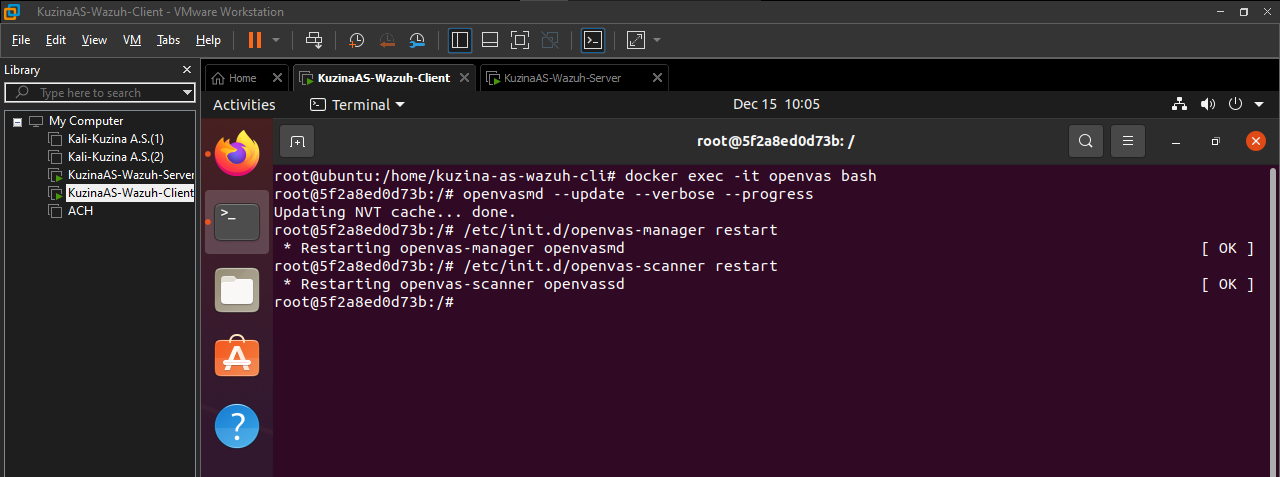 KuzinaAS-Wazuh-Client - VMware Workstation
File Edit View VM Tabs Help
Library
Type here to search
My Computer
Kali-Kuzina A.S.(1)
Kali-Kuzina A.S.(2)
KuzinaAS-Wazuh-Server
KuzinaAS-Wazuh-Client
ACH
Home KuzinaAS-Wazuh-Client KuzinaAS-Wazuh-Server
Activities Terminal Dec 15 10:05
root@5f2a8ed0d73b: /
root@ubuntu:/home/kuzina-as-wazuh-cli# docker exec -it openvas bash
root@5f2a8ed0d73b:/# openvasmd --update --verbose --progress
Updating NVT cache... done.
root@5f2a8ed0d73b:/# /etc/init.d/openvas-manager restart
* Restarting openvas-manager openvasmd [ OK ]
root@5f2a8ed0d73b:/# /etc/init.d/openvas-scanner restart
* Restarting openvas-scanner openvassd [ OK ]
root@5f2a8ed0d73b:/#